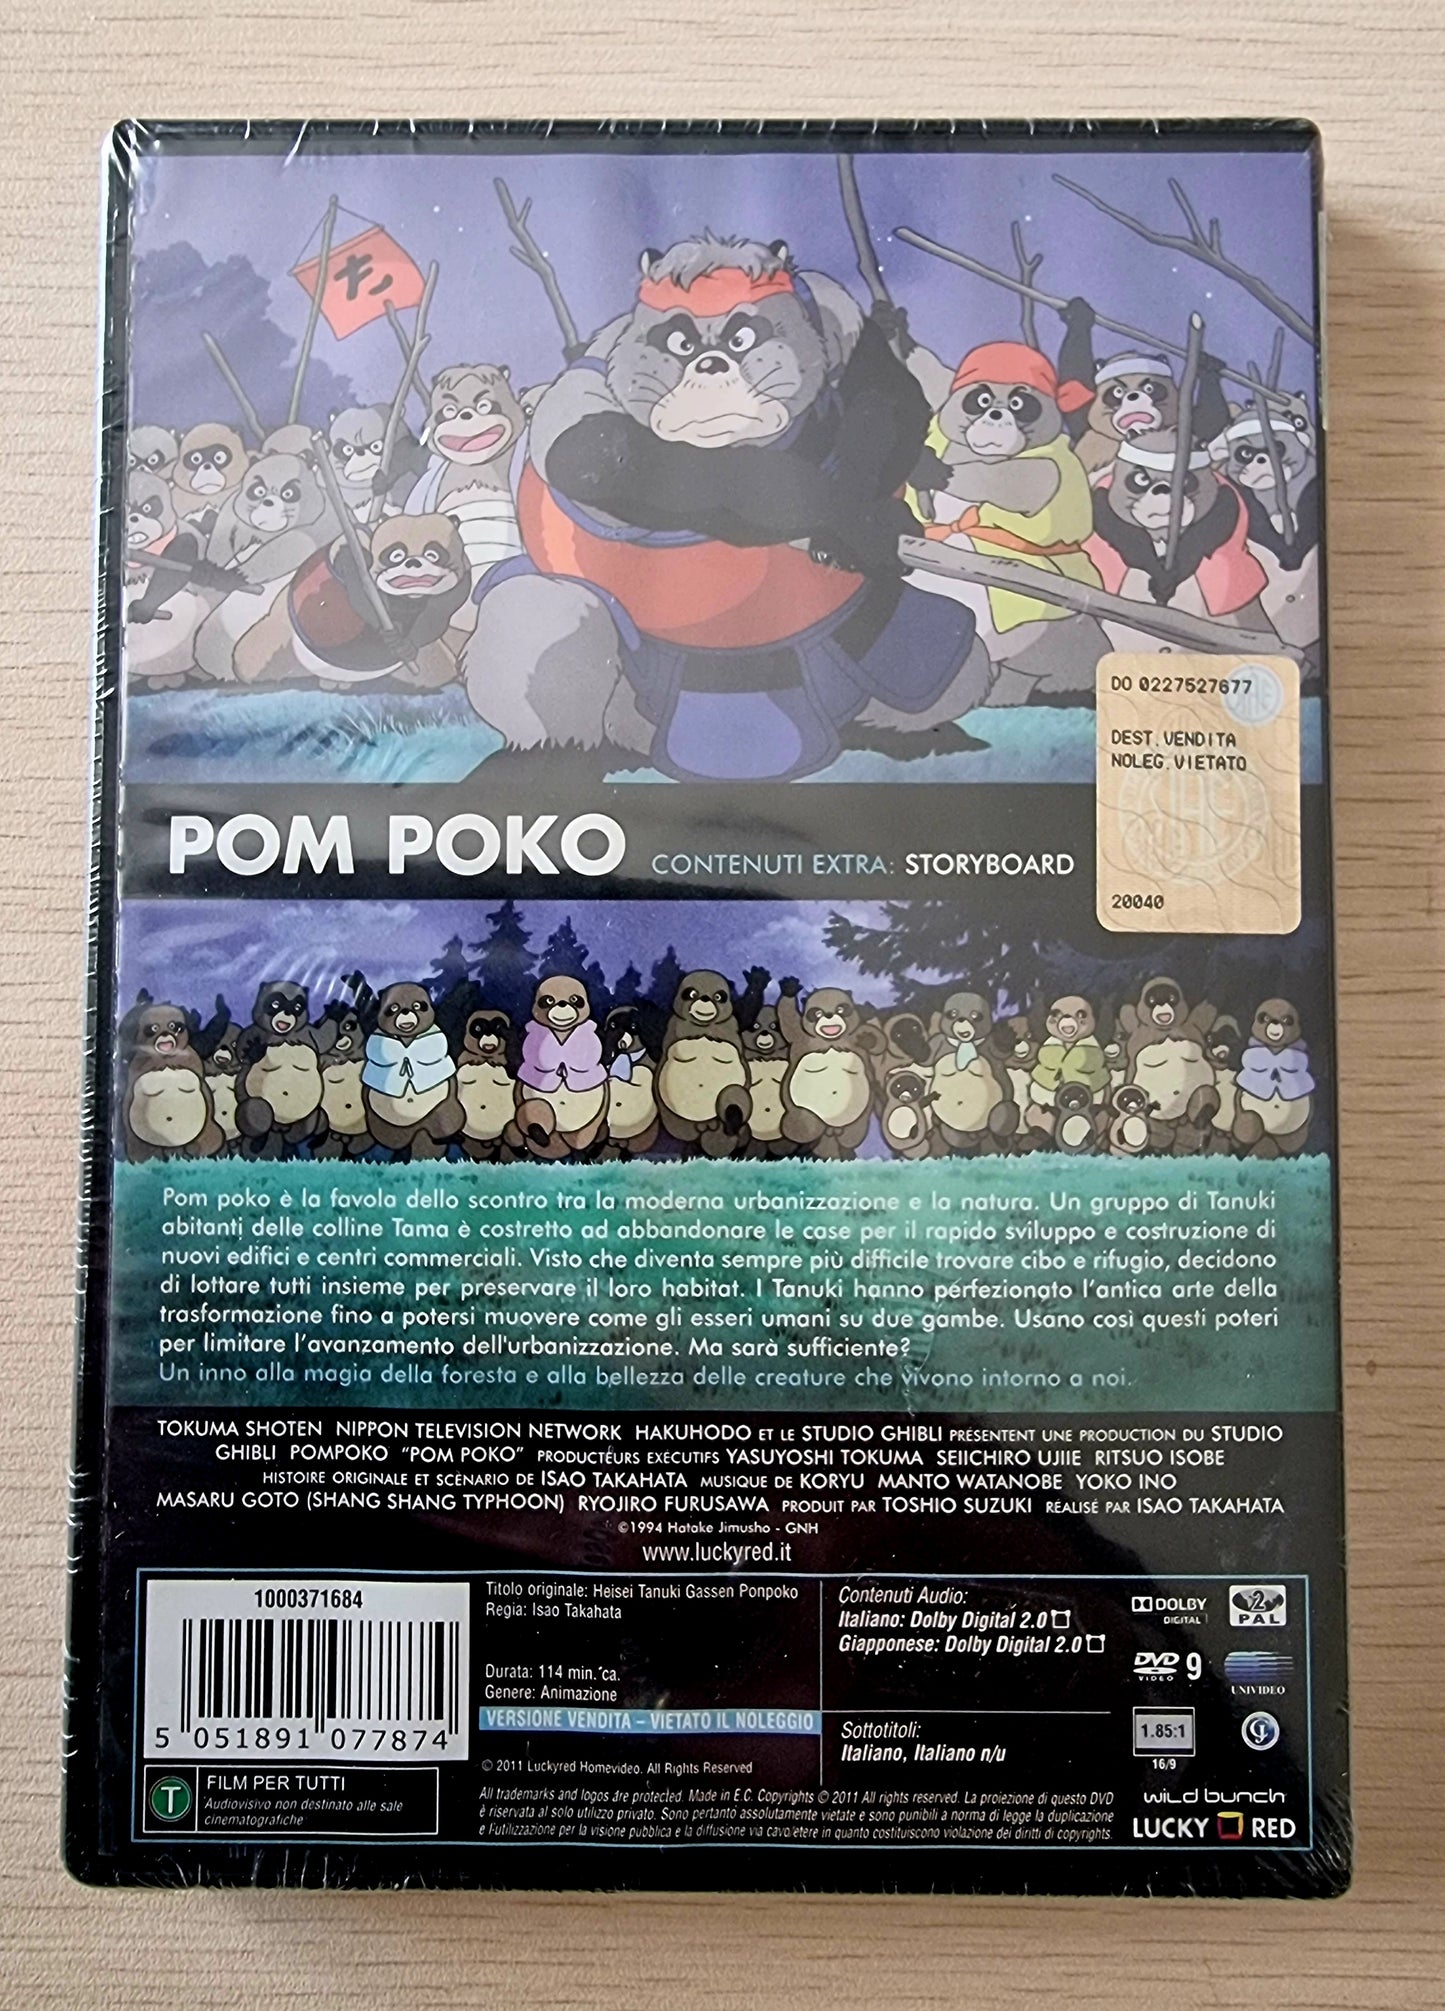 DO 0227527677
DEST.VENDITA
NOLEG.VIETATO
20040
POM POKO CONTENUTI EXTRA: STORYBOARD
Pom poko è la favola dello scontro tra la moderna urbanizzazione e la natura. Un gruppo di Tanuki
abitanti delle colline Tama è costretto ad abbandonare le case per il rapido sviluppo e costruzione di
nuovi edifici e centri commerciali. Visto che diventa sempre più difficile trovare cibo e rifugio, decidono
di lottare tutti insieme per preservare il loro habitat. I Tanuki hanno perfezionato l'antica arte della
trasformazione fino a potersi muovere come gli esseri umani su due gambe. Usano così questi poteri
per limitare l'avanzamento dell'urbanizzazione. Ma sarà sufficiente?
Un inno alla magia della foresta e alla bellezza delle creature che vivono intorno a noi.
TOKUMA SHOTEN NIPPON TELEVISION NETWORK HAKUHODO ET LE STUDIO GHIBLI PRÉSENTENT UNE PRODUCTION DU STUDIO
GHIBLI POMPOKO "POM POKO" PRODUCTEURS EXÉCUTIFS YASUYOSHI TOKUMA SEIICHIRO UJIIE RITSUO ISOBE
HISTOIRE ORIGINALE ET SCÉNARIO DE ISAO TAKAHATA MUSIQUE DE KORYU MANTO WATANOBE YOKO INO
MASARU GOTO (SHANG SHANG TYPHOON) RYOJIRO FURUSAWA PRODUIT PAR TOSHIO SUZUKI RÉALISÉ PAR ISAO TAKAHATA
©1994 Hatake Jimusho - GNH
www.luckyred.it
1000371684
5 051891 077874
T
FILM PER TUTTI
Audiovisivo non destinato alle sale
cinematografiche
Titolo originale: Heisei Tanuki Gassen Ponpoko
Regia: Isao Takahata
Durata: 114 min. ca.
Genere: Animazione
VERSIONE VENDITA - VIETATO IL NOLEGGIO
© 2011 Luckyred Homevideo. All Rights Reserved
Contenuti Audio:
Italiano: Dolby Digital 2.0
Giapponese: Dolby Digital 2.0
Sottotitoli:
Italiano, Italiano n/u
All trademarks and logos are protected. Made in E.C. Copyrights © 2011 All rights reserved. La proiezione di questo DVD
è riservata al solo utilizzo privato. Sono pertanto assolutamente vietate e sono punibili a norma di legge la duplicazione
e l'utilizzazione per la visione pubblica e la diffusione via cavo/etere in quanto costituiscono violazione dei diritti di copyrights.
DOLBY
DIGITAL
2
PAL
DVD
VIDEO
9
UNIVIDEO
1.85:1
16/9
wild bunch
LUCKY RED